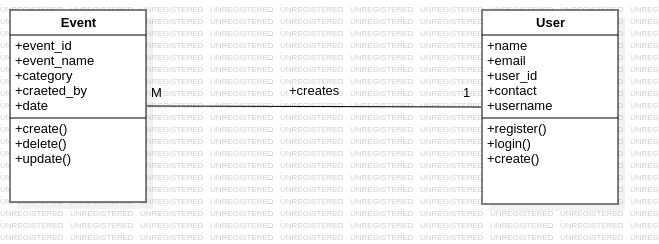 Event
+event_id
+event_name
+category
+craeted_by
+date
+create()
+delete()
+update()
M
+creates
1
User
+name
+email
+user_id
+contact
+username
+register()
+login()
+create()
UNREGISTERED